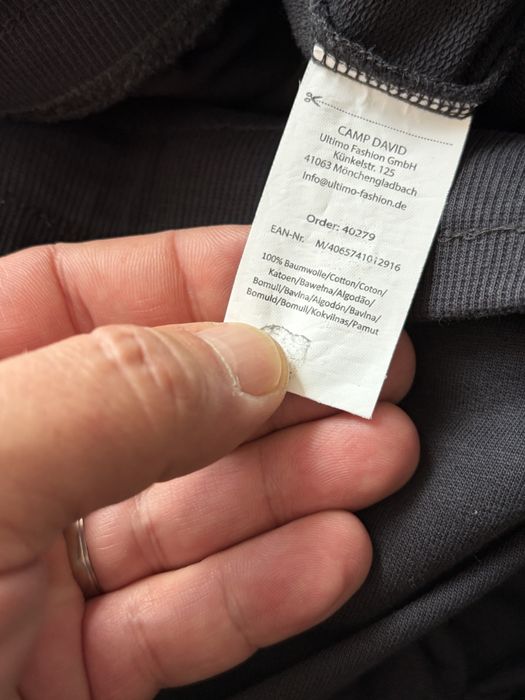 CAMP DAVID
Ultimo Fashion GmbH
Künkelstr. 125
41063 Mönchengladbach
Info@ultimo-fashion.de
Order: 40279
EAN-Nr. M/4065741012916
100% Baumwolle/Cotton/Coton/
Katoen/Bawełna/Algodão/
Bomull/Bavlna/Algodón/Bavlna/
Bomuld/Bomull/Kokvilnas/Pamut